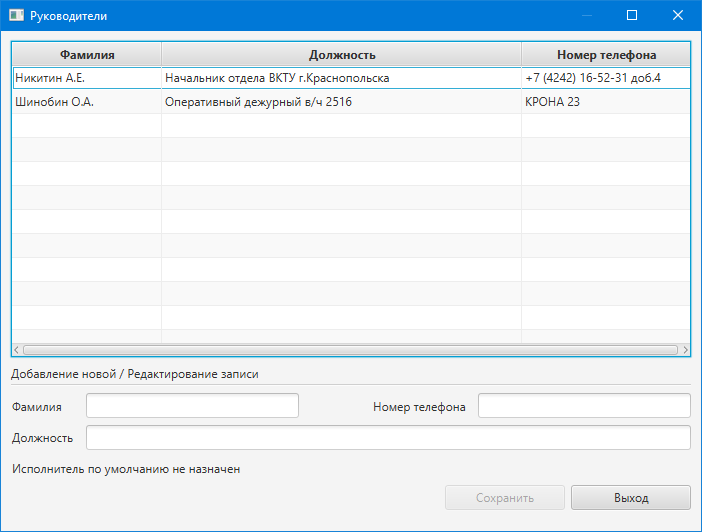 Руководители
Фамилия Должность Номер телефона
Никитин А.Е. Начальник отдела ВКТУ г.Краснопольска +7 (4242) 16-52-31 доб.4
Шинобин О.А. Оперативный дежурный в/ч 2516 КРОНА 23
Добавление новой / Редактирование записи
Фамилия Номер телефона
Должность
Исполнитель по умолчанию не назначен
Сохранить Выход